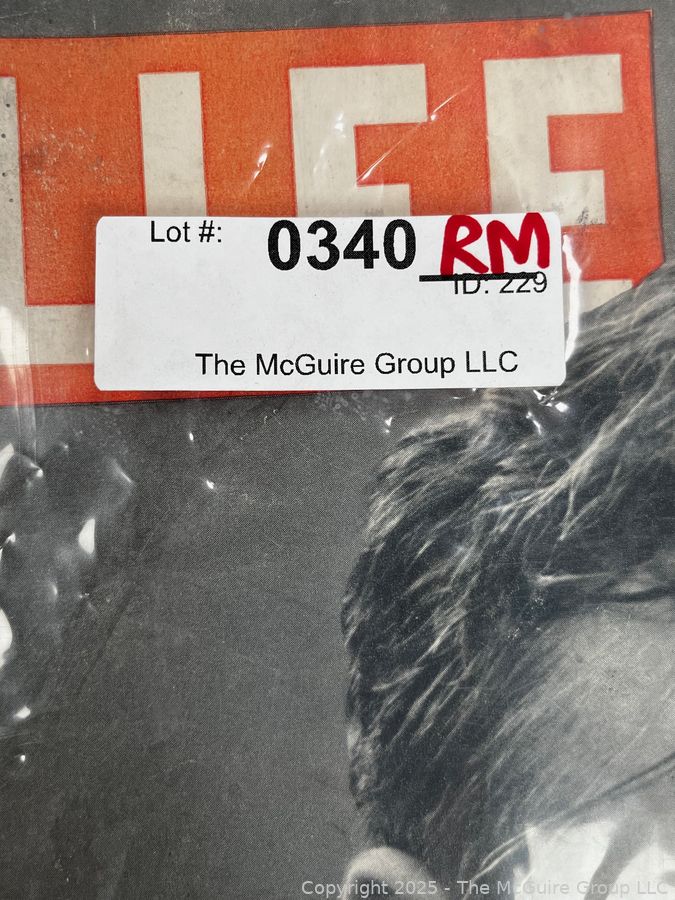 LIFE
Lot #: 0340 RM
ID: 229
The McGuire Group LLC
Copyright 2025 - The McGuire Group LLC